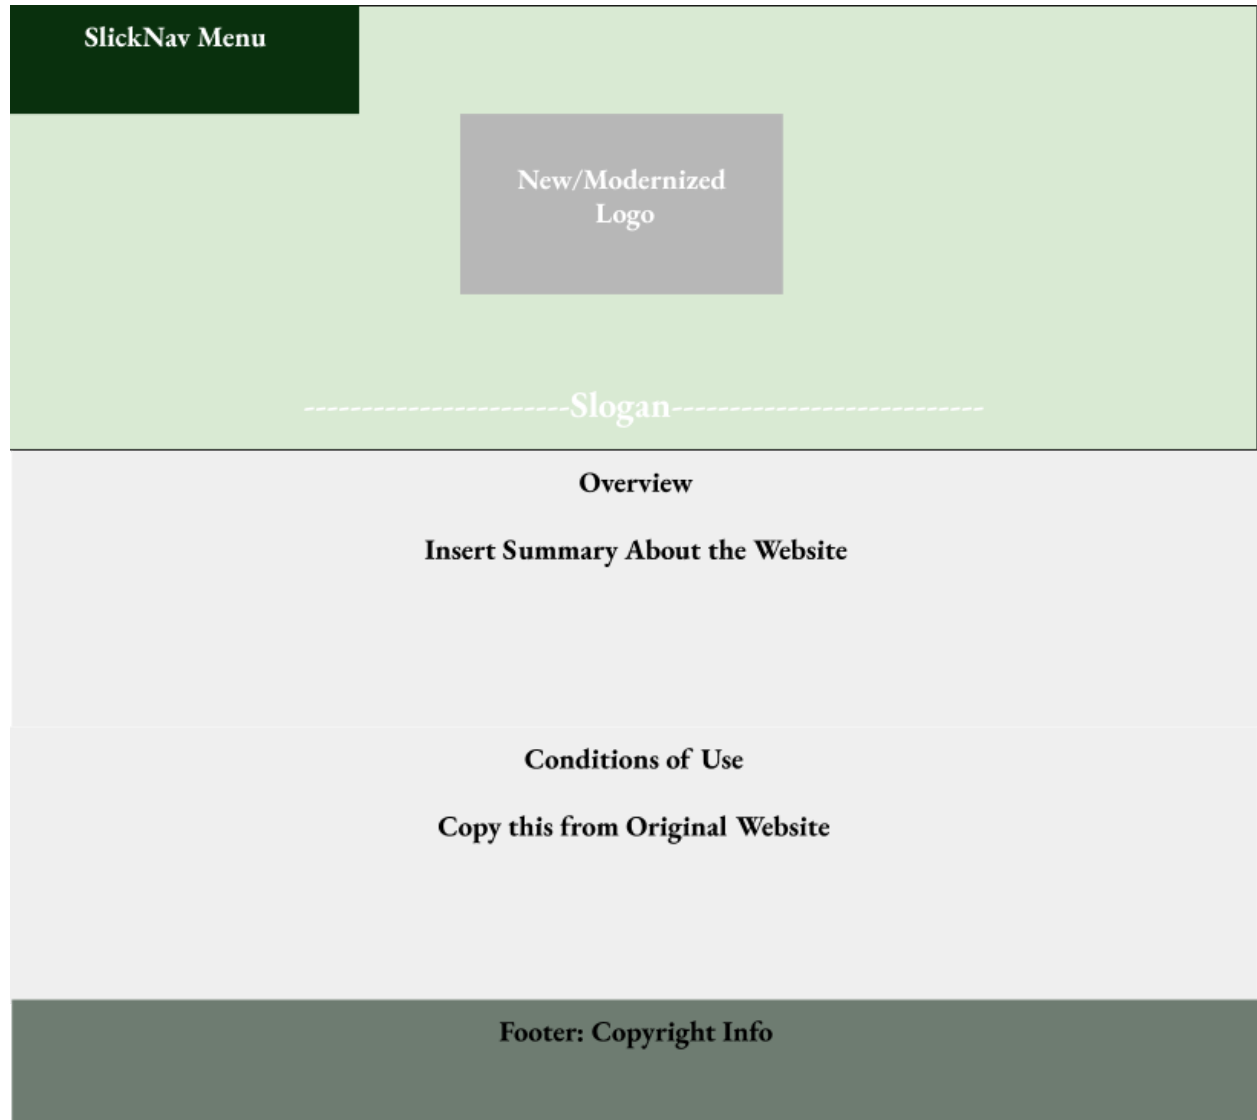 SlickNav Menu
New/Modernized
Logo
-----------------------Slogan---------------------------
Overview
Insert Summary About the Website
Conditions of Use
Copy this from Original Website
Footer: Copyright Info